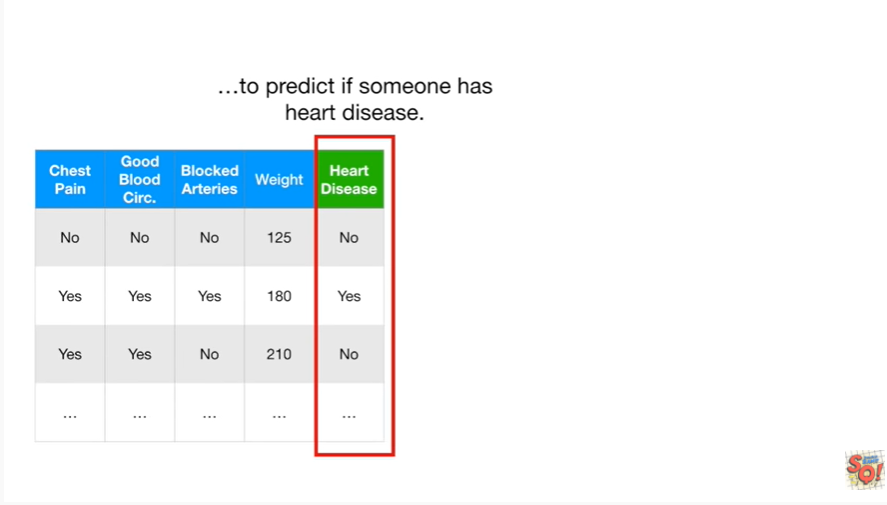 ...to predict if someone has
heart disease.
Chest Pain Good Blood Circ. Blocked Arteries Weight Heart Disease
No No No 125 No
Yes Yes Yes 180 Yes
Yes Yes No 210 No
... ... ... ... ...
SQ!